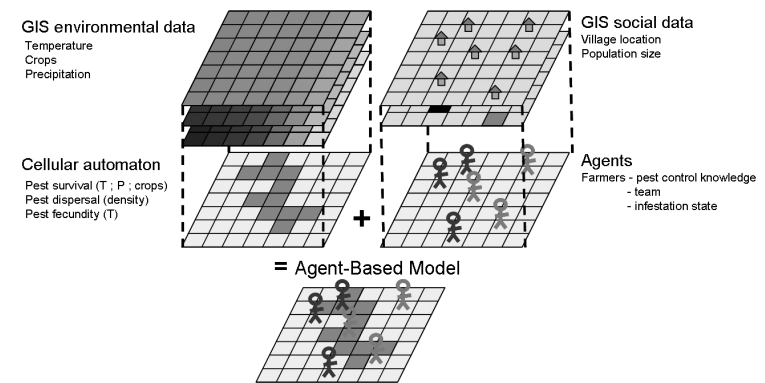 GIS environmental data
Temperature
Crops
Precipitation
GIS social data
Village location
Population size
Cellular automaton
Pest survival (T ; P ; crops)
Pest dispersal (density)
Pest fecundity (T)
+
Agents
Farmers - pest control knowledge
- team
- infestation state
= Agent-Based Model